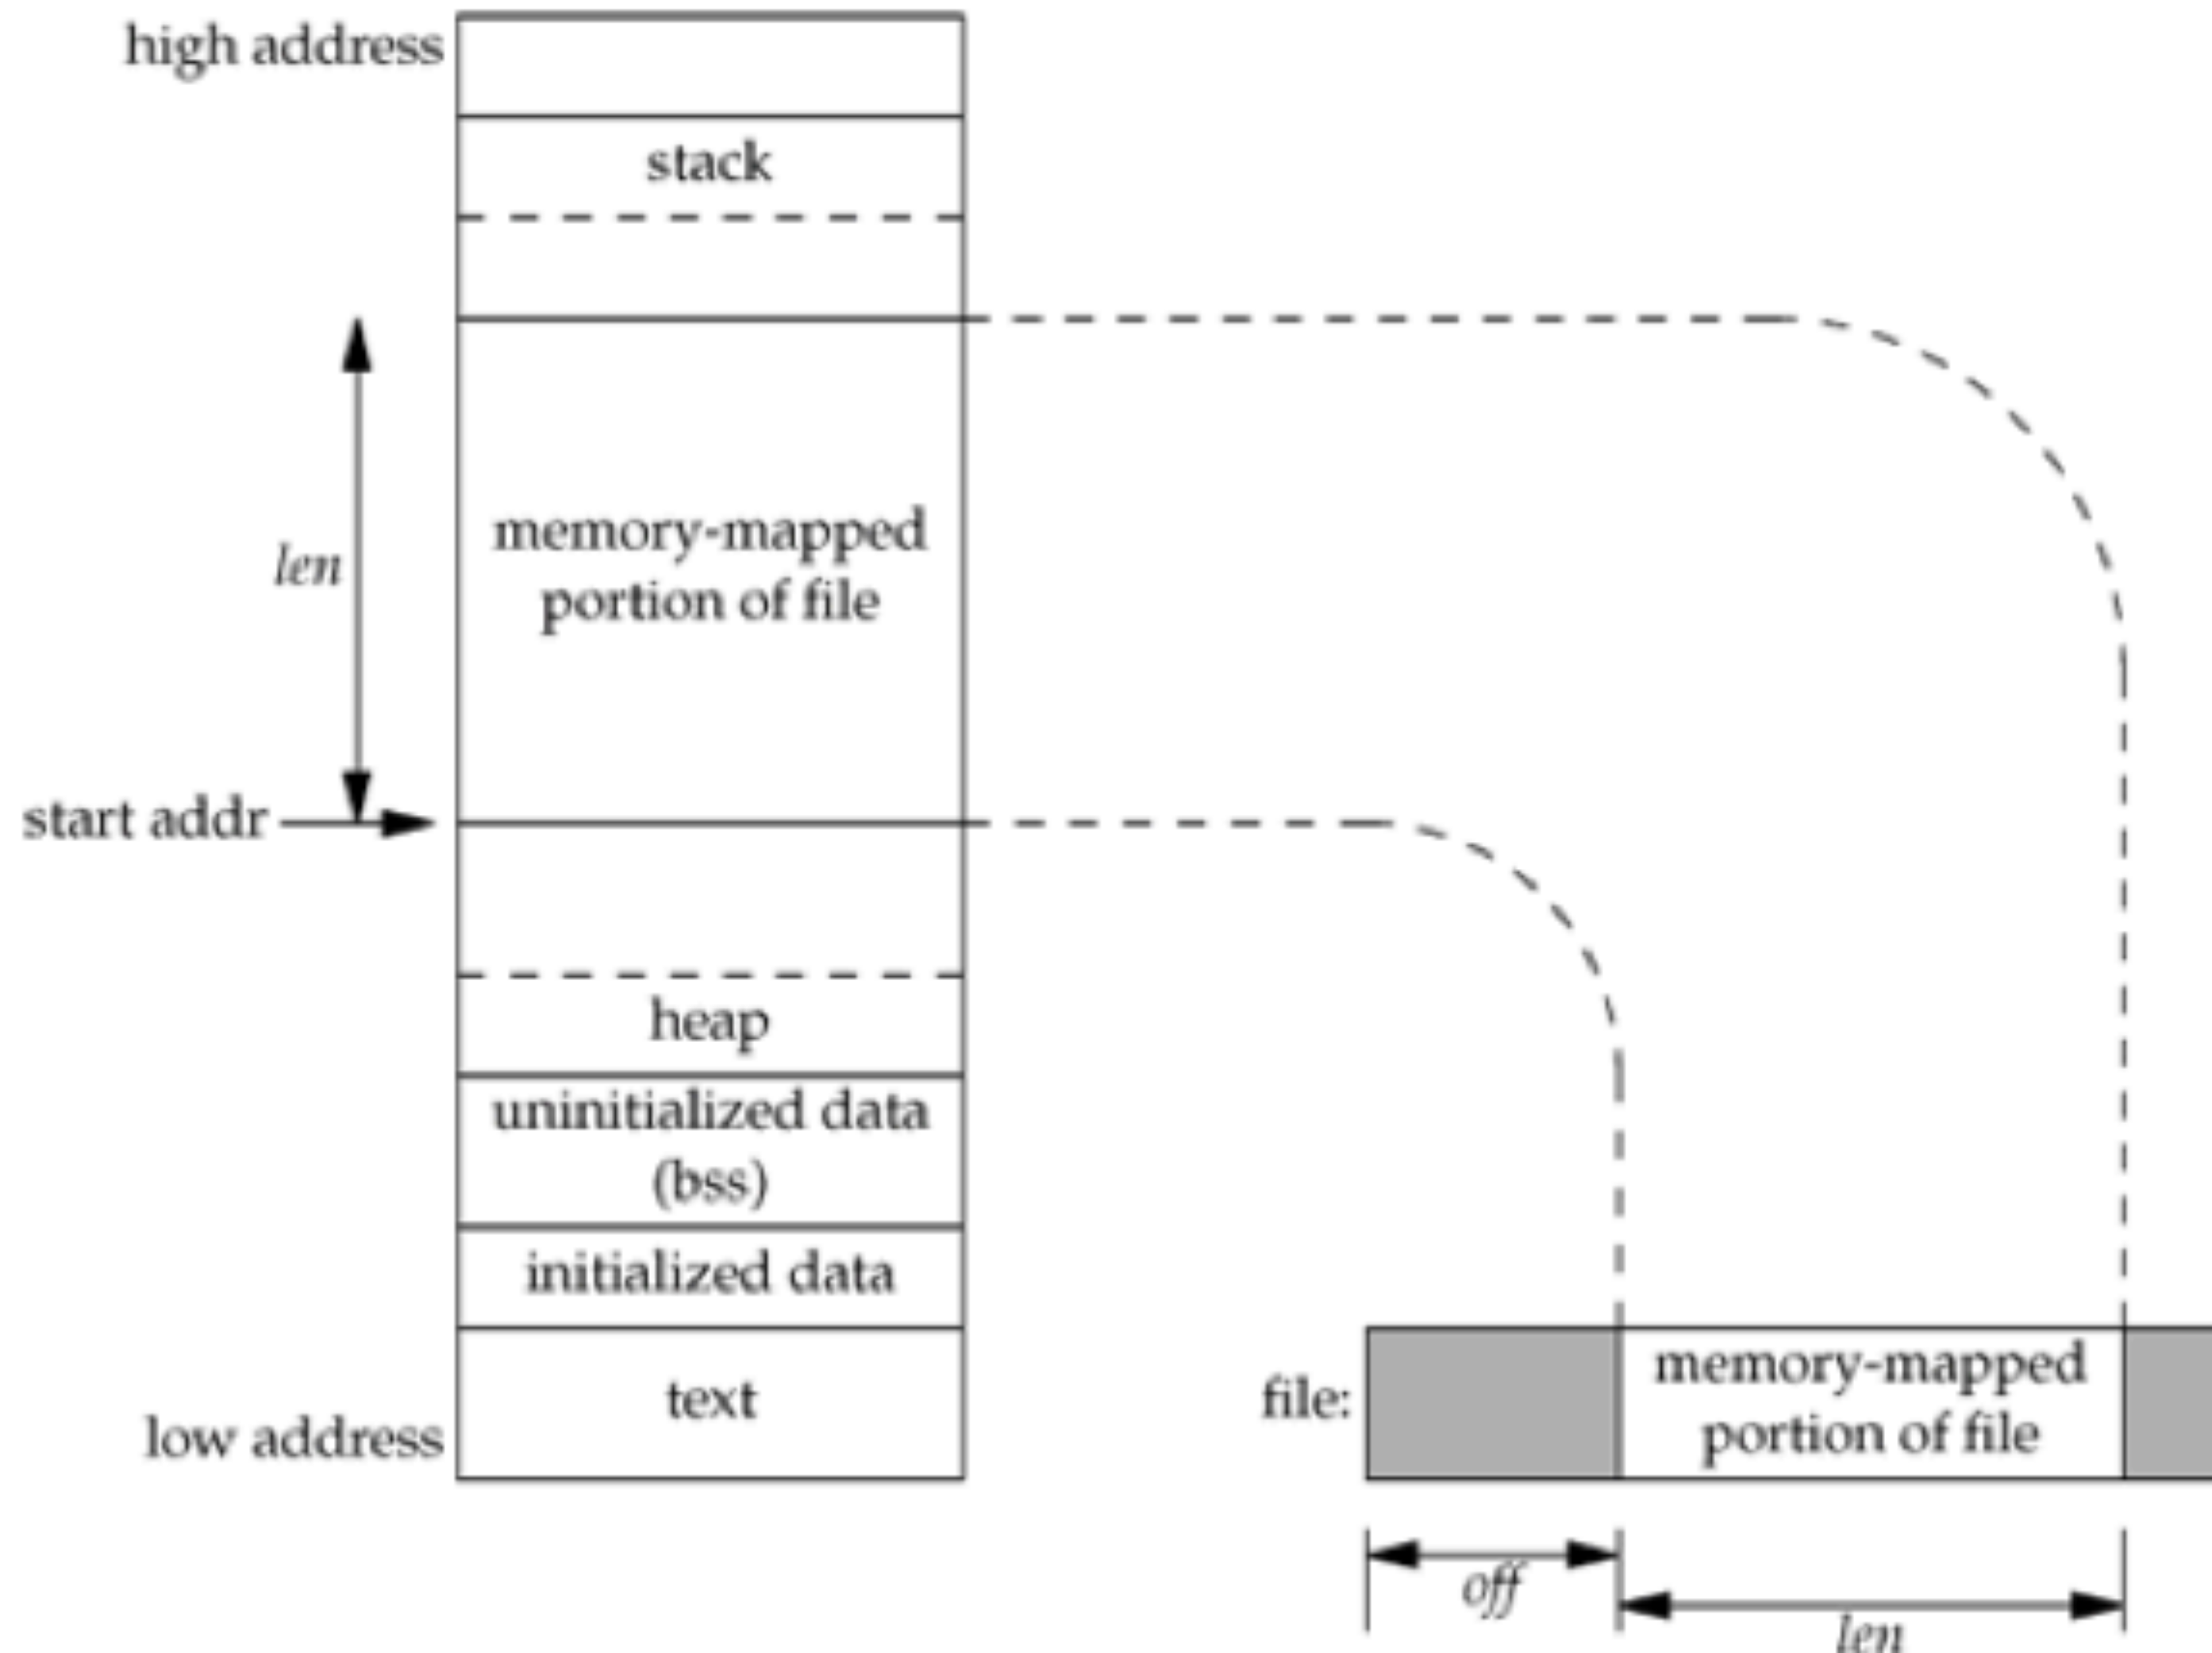 high address
stack
memory-mapped
portion of file
len
start addr
heap
uninitialized data
(bss)
initialized data
text
low address
file:
memory-mapped
portion of file
off
len